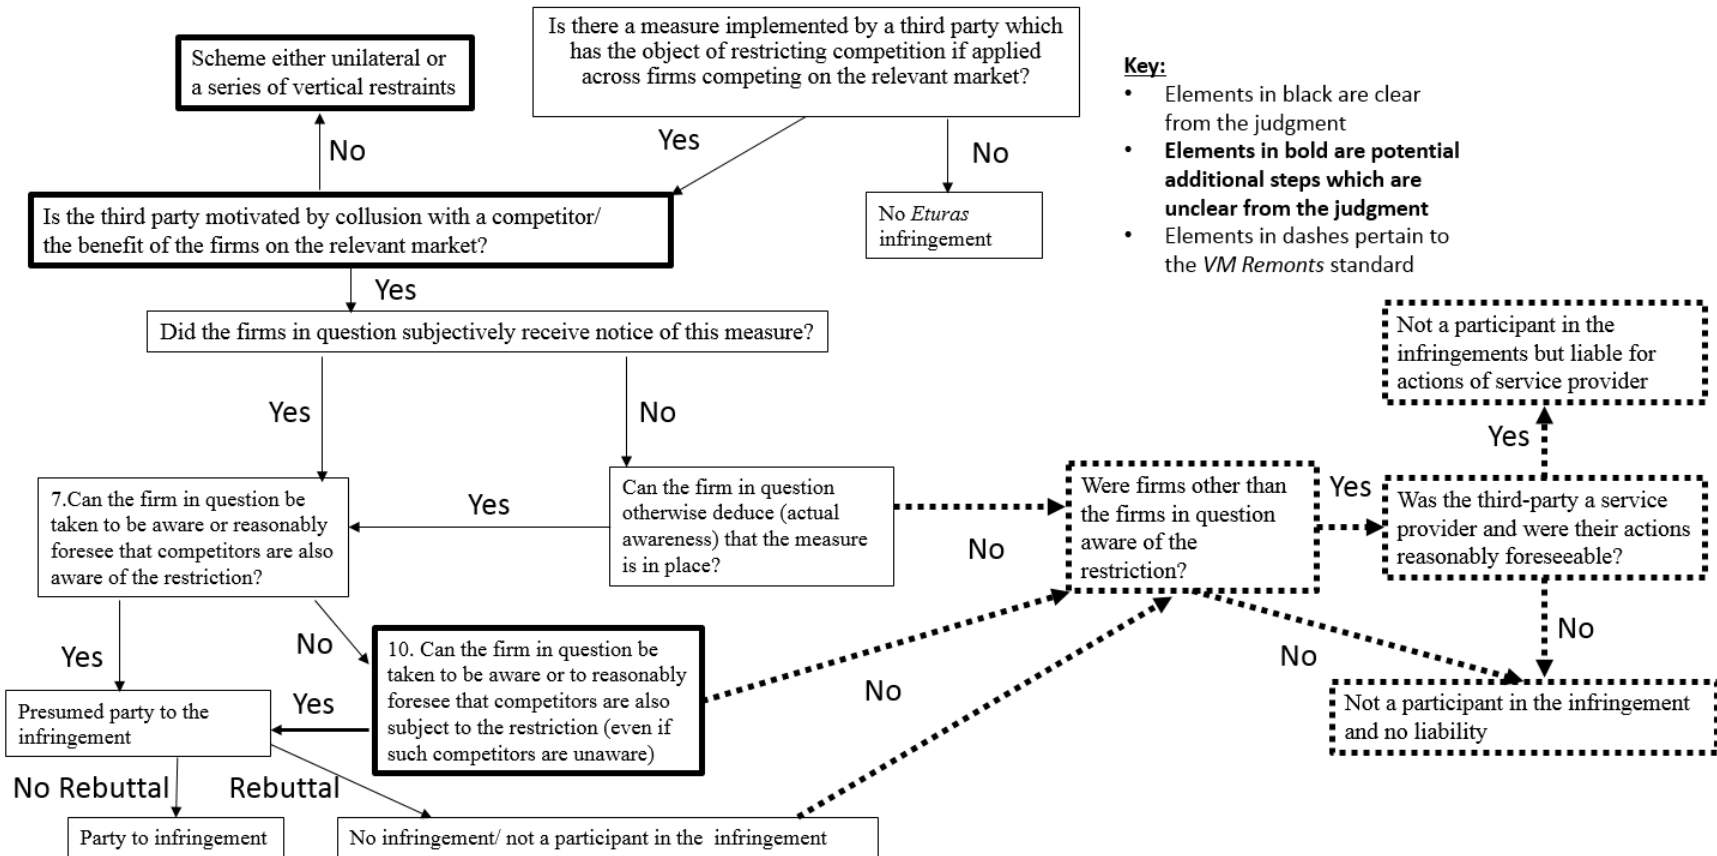 Is there a measure implemented by a third party which
has the object of restricting competition if applied
across firms competing on the relevant market?
Scheme either unilateral or
a series of vertical restraints
Key:
• Elements in black are clear
from the judgment
• Elements in bold are potential
additional steps which are
unclear from the judgment
• Elements in dashes pertain to
the VM Remonts standard
No
Yes
No
Is the third party motivated by collusion with a competitor/
the benefit of the firms on the relevant market?
No Eturas
infringement
Yes
Did the firms in question subjectively receive notice of this measure?
Not a participant in the
infringements but liable for
actions of service provider
Yes
No
Yes
7.Can the firm in question be
taken to be aware or reasonably
foresee that competitors are also
aware of the restriction?
Yes
Can the firm in question
otherwise deduce (actual
awareness) that the measure
is in place?
No
Were firms other than
the firms in question
aware of the
restriction?
Yes
Was the third-party a service
provider and were their actions
reasonably foreseeable?
Yes
No
10. Can the firm in question be
taken to be aware or to reasonably
foresee that competitors are also
subject to the restriction (even if
such competitors are unaware)
No
No
No
Presumed party to the
infringement
Yes
Not a participant in the infringement
and no liability
No Rebuttal
Rebuttal
Party to infringement
No infringement/ not a participant in the infringement